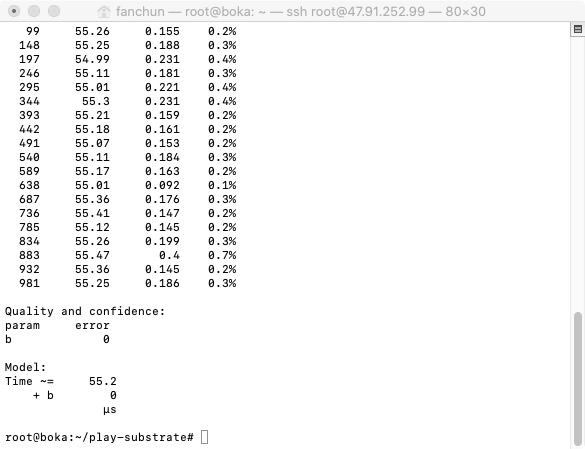 fanchun — root@boka: ~ — ssh root@47.91.252.99 — 80×30
99 55.26 0.155 0.2%
148 55.25 0.188 0.3%
197 54.99 0.231 0.4%
246 55.11 0.181 0.3%
295 55.01 0.221 0.4%
344 55.3 0.231 0.4%
393 55.21 0.159 0.2%
442 55.18 0.161 0.2%
491 55.07 0.153 0.2%
540 55.11 0.184 0.3%
589 55.17 0.163 0.2%
638 55.01 0.092 0.1%
687 55.36 0.176 0.3%
736 55.41 0.147 0.2%
785 55.12 0.145 0.2%
834 55.26 0.199 0.3%
883 55.47 0.4 0.7%
932 55.36 0.145 0.2%
981 55.25 0.186 0.3%
Quality and confidence:
param error
b 0
Model:
Time ~= 55.2
+ b 0
µs
root@boka:~/play-substrate#